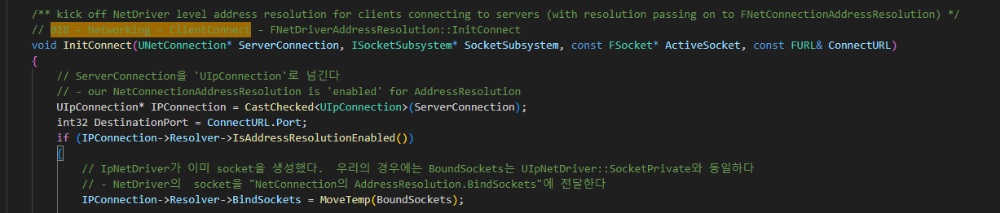 /** kick off NetDriver level address resolution for clients connecting to servers (with resolution passing on to FNetConnectionAddressResolution) */
// 028 - Networking - ClientConnect - FNetDriverAddressResolution::InitConnect
void InitConnect(UNetConnection* ServerConnection, ISocketSubsystem* SocketSubsystem, const FSocket* ActiveSocket, const FURL& ConnectURL)
{
// ServerConnection을 'UIpConnection'로 넘긴다
// - our NetConnectionAddressResolution is 'enabled' for AddressResolution
UIpConnection* IPConnection = CastChecked<UIpConnection>(ServerConnection);
int32 DestinationPort = ConnectURL.Port;
if (IPConnection->Resolver->IsAddressResolutionEnabled())
{
// IpNetDriver가 이미 socket을 생성했다. 우리의 경우에는 BoundSockets는 UIpNetDriver::SocketPrivate와 동일하다
// - NetDriver의 socket을 "NetConnection의 AddressResolution.BindSockets"에 전달한다
IPConnection->Resolver->BindSockets = MoveTemp(BoundSockets);